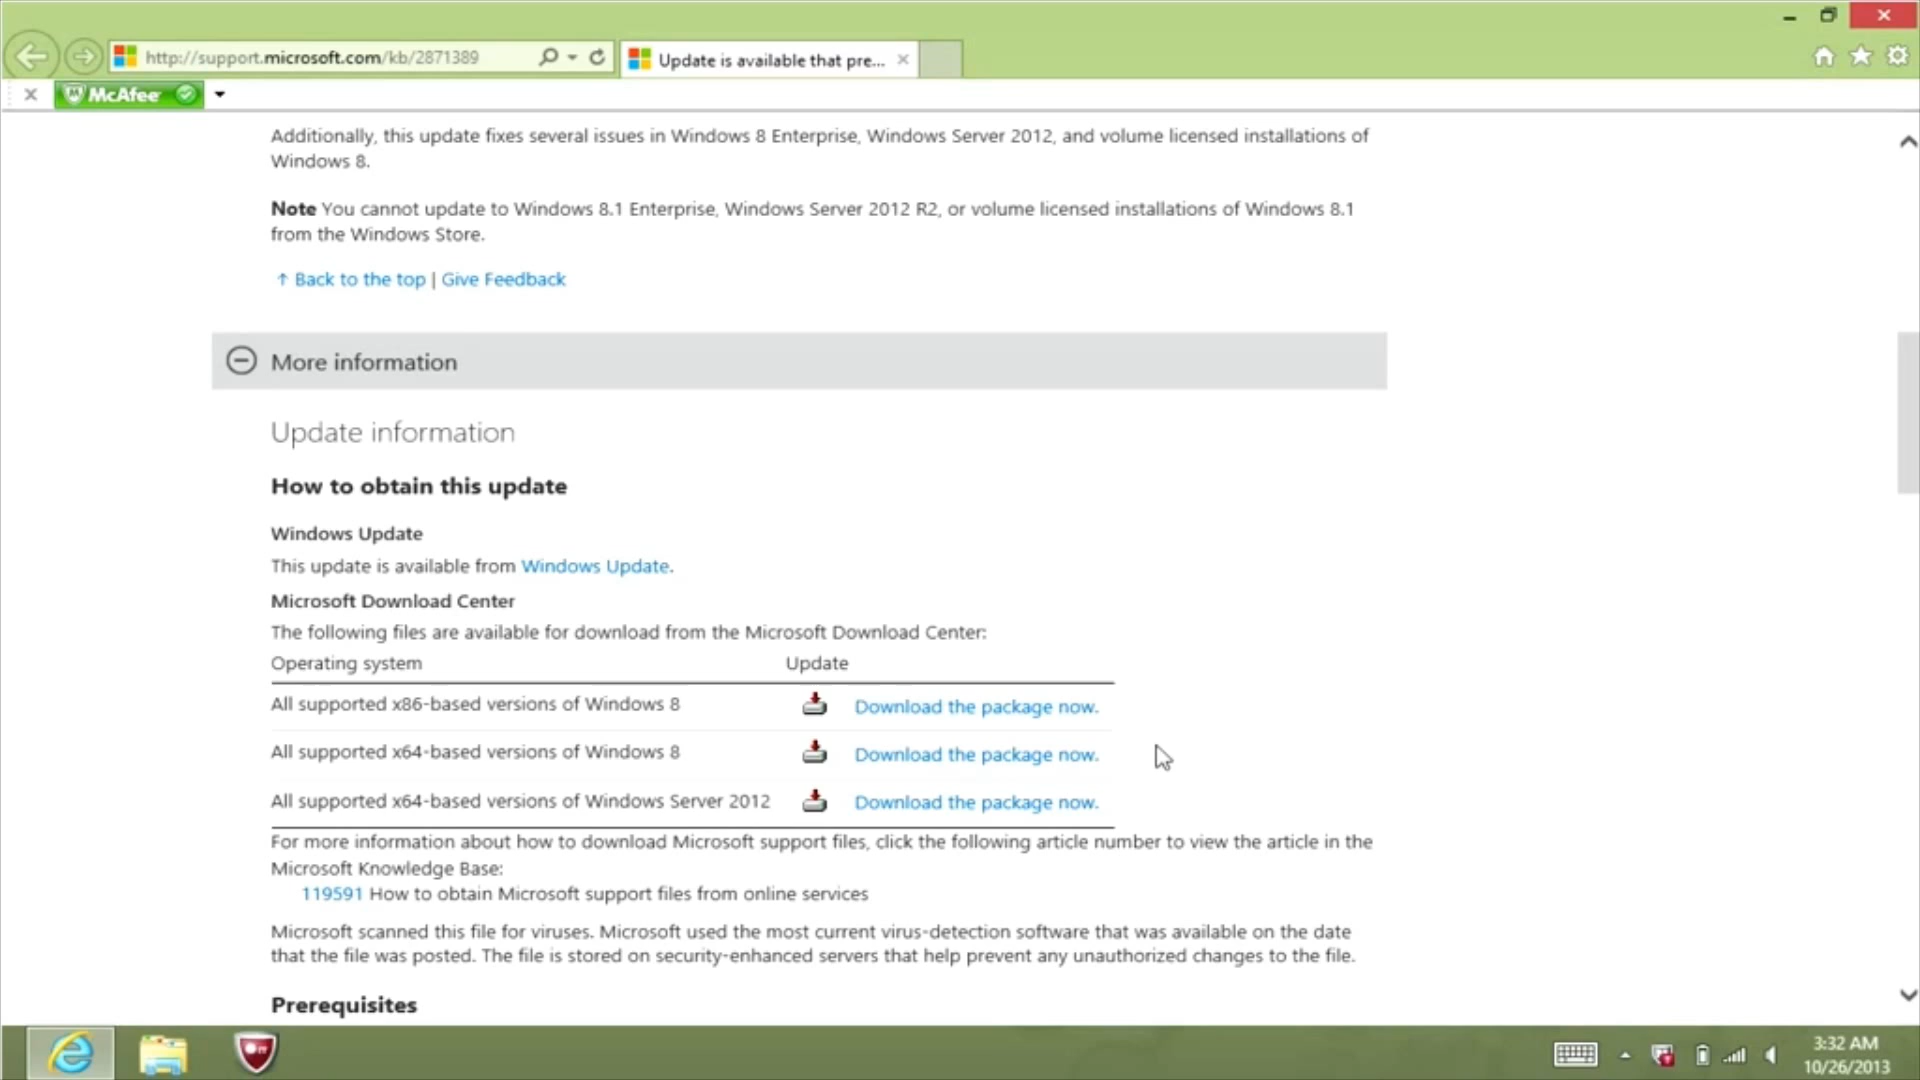 http://support.microsoft.com/kb/2871389
Update is available that pre...
McAfee
Additionally, this update fixes several issues in Windows 8 Enterprise, Windows Server 2012, and volume licensed installations of
Windows 8.
Note You cannot update to Windows 8.1 Enterprise, Windows Server 2012 R2, or volume licensed installations of Windows 8.1
from the Windows Store.
↑ Back to the top | Give Feedback
More information
Update information
How to obtain this update
Windows Update
This update is available from Windows Update.
Microsoft Download Center
The following files are available for download from the Microsoft Download Center:
Operating system Update
All supported x86-based versions of Windows 8 Download the package now.
All supported x64-based versions of Windows 8 Download the package now.
All supported x64-based versions of Windows Server 2012 Download the package now.
For more information about how to download Microsoft support files, click the following article number to view the article in the
Microsoft Knowledge Base:
119591 How to obtain Microsoft support files from online services
Microsoft scanned this file for viruses. Microsoft used the most current virus-detection software that was available on the date
that the file was posted. The file is stored on security-enhanced servers that help prevent any unauthorized changes to the file.
Prerequisites
3:32 AM
10/26/2013